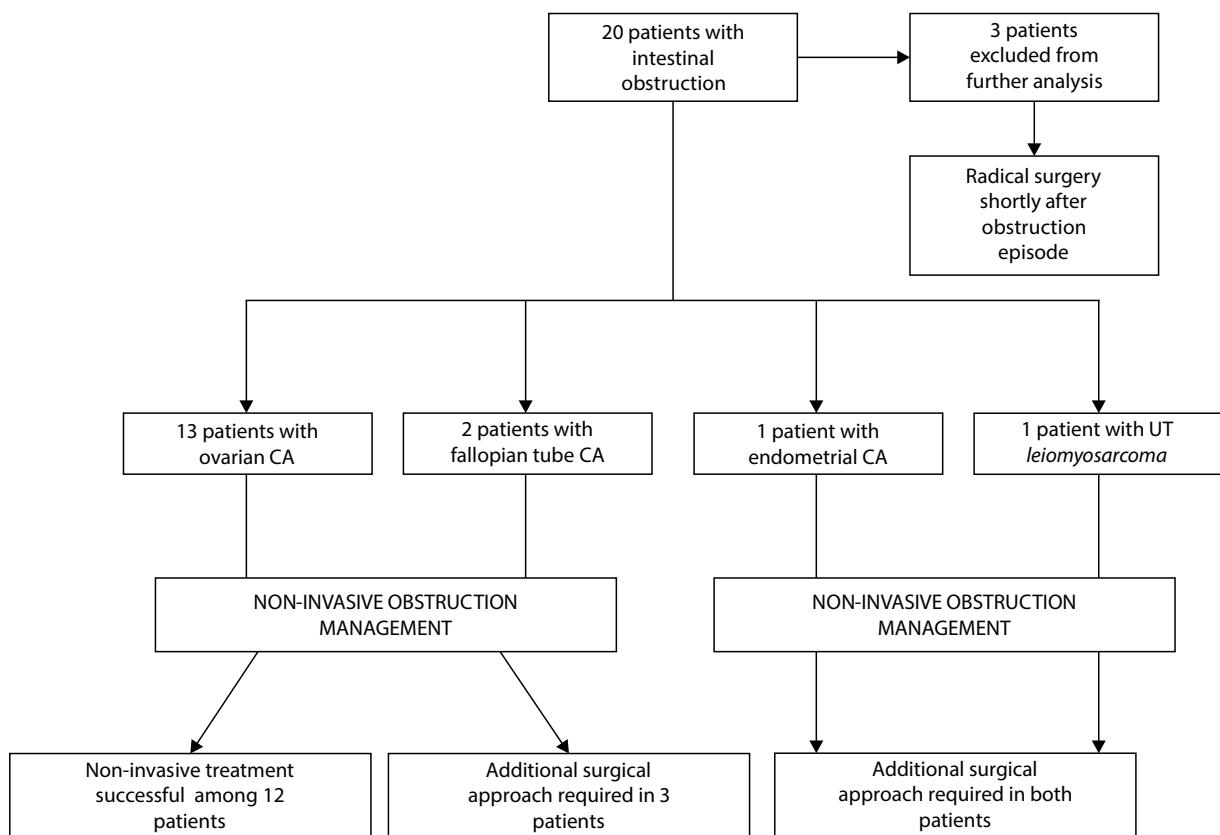 20 patients with
intestinal
obstruction
3 patients
excluded from
further analysis
Radical surgery
shortly after
obstruction
episode
13 patients with
ovarian CA
2 patients with
fallopian tube CA
1 patient with
endometrial CA
1 patient with UT
leiomyosarcoma
NON-INVASIVE OBSTRUCTION
MANAGEMENT
NON-INVASIVE OBSTRUCTION
MANAGEMENT
Non-invasive treatment
successful among 12
patients
Additional surgical
approach required in 3
patients
Additional surgical
approach required in both
patients